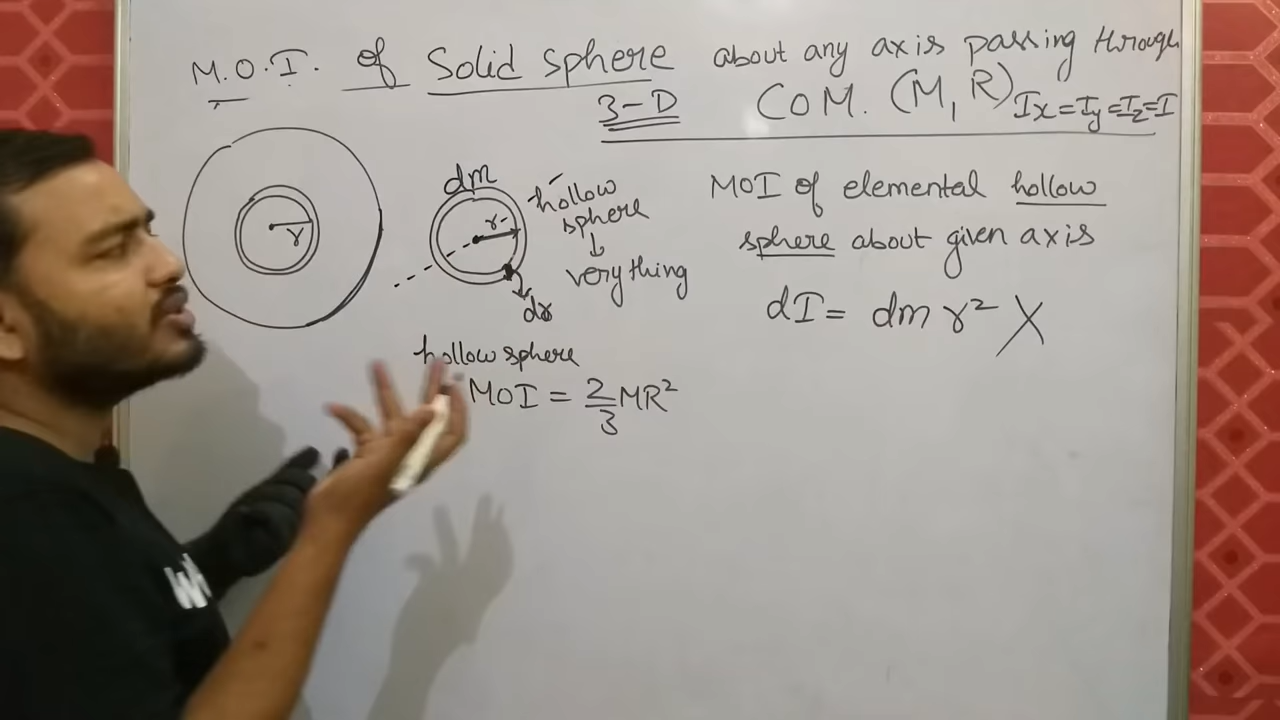 M.O.I. of Solid sphere about any axis passing through
3-D COM. (M, R) Ix=Iy=Iz=I
r
dm
r
hollow
sphere
↓
very thing
dr
hollow sphere
MOI = 2/3 MR²
MOI of elemental hollow
sphere about given axis
dI = dm r² X